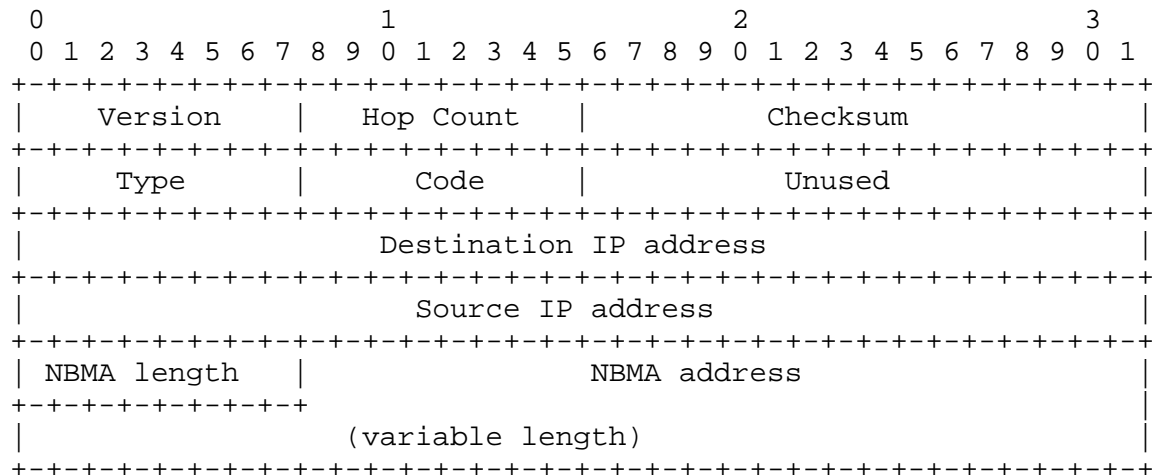 0                   1                   2                   3
 0 1 2 3 4 5 6 7 8 9 0 1 2 3 4 5 6 7 8 9 0 1 2 3 4 5 6 7 8 9 0 1
+-+-+-+-+-+-+-+-+-+-+-+-+-+-+-+-+-+-+-+-+-+-+-+-+-+-+-+-+-+-+-+-+
|    Version    |   Hop Count   |          Checksum             |
+-+-+-+-+-+-+-+-+-+-+-+-+-+-+-+-+-+-+-+-+-+-+-+-+-+-+-+-+-+-+-+-+
|     Type      |      Code     |           Unused              |
+-+-+-+-+-+-+-+-+-+-+-+-+-+-+-+-+-+-+-+-+-+-+-+-+-+-+-+-+-+-+-+-+
|                    Destination IP address                     |
+-+-+-+-+-+-+-+-+-+-+-+-+-+-+-+-+-+-+-+-+-+-+-+-+-+-+-+-+-+-+-+-+
|                      Source IP address                        |
+-+-+-+-+-+-+-+-+-+-+-+-+-+-+-+-+-+-+-+-+-+-+-+-+-+-+-+-+-+-+-+-+
| NBMA length   |                NBMA address                   |
+-+-+-+-+-+-+-+-+                                               |
|                  (variable length)                            |
+-+-+-+-+-+-+-+-+-+-+-+-+-+-+-+-+-+-+-+-+-+-+-+-+-+-+-+-+-+-+-+-+